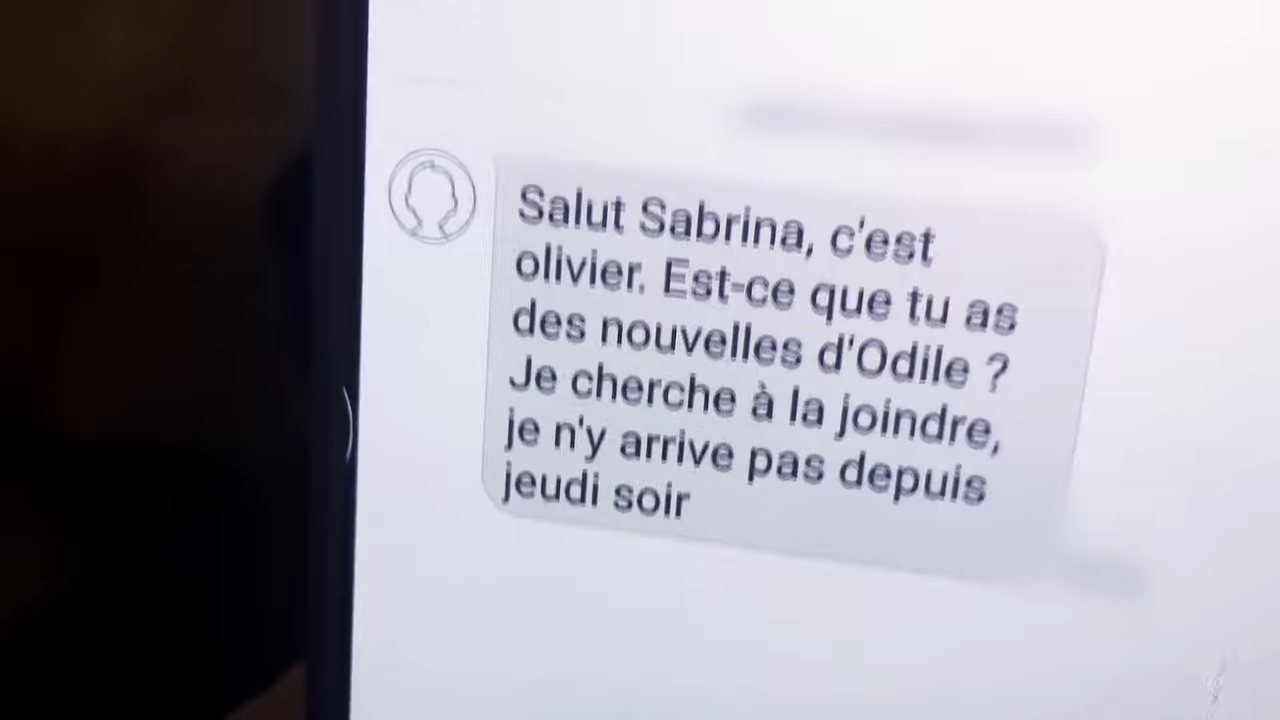 Salut Sabrina, c'est
olivier. Est-ce que tu as
des nouvelles d'Odile ?
Je cherche à la joindre,
je n'y arrive pas depuis
jeudi soir